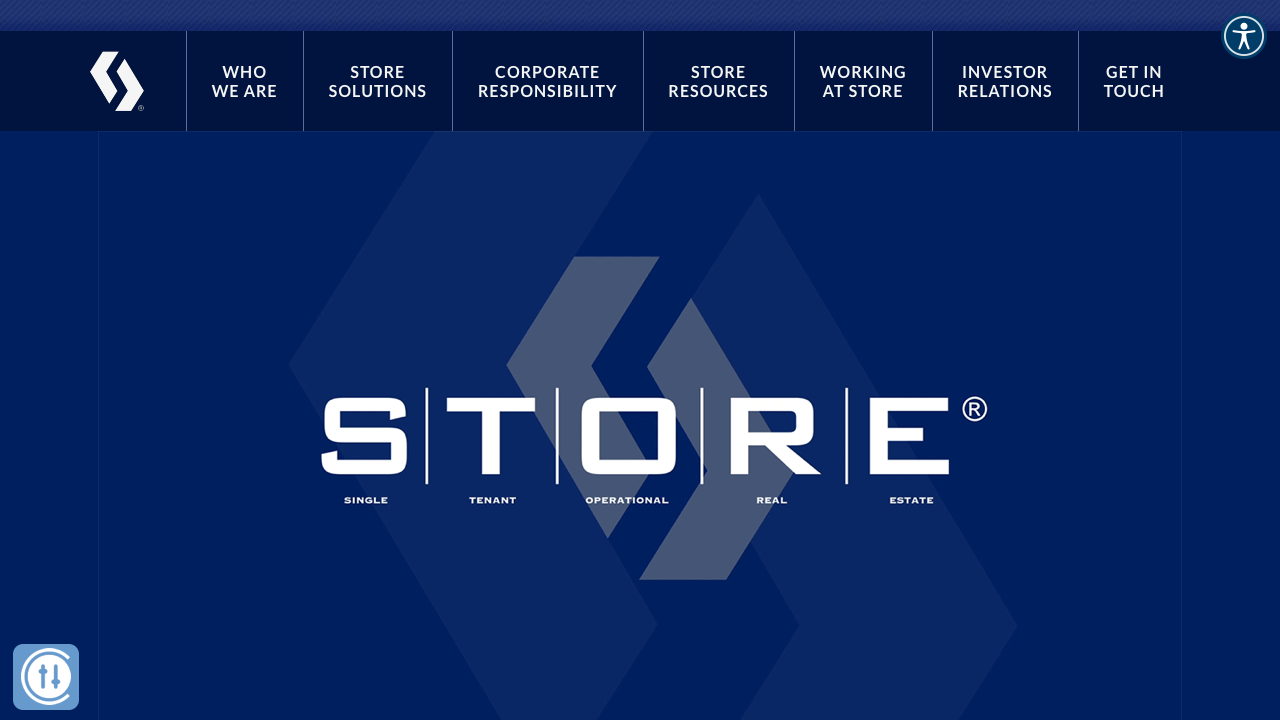 WHO
WE ARE
STORE
SOLUTIONS
CORPORATE
RESPONSIBILITY
STORE
RESOURCES
WORKING
AT STORE
INVESTOR
RELATIONS
GET IN
TOUCH
®
S|T|O|R|E®
SINGLE TENANT OPERATIONAL REAL ESTATE